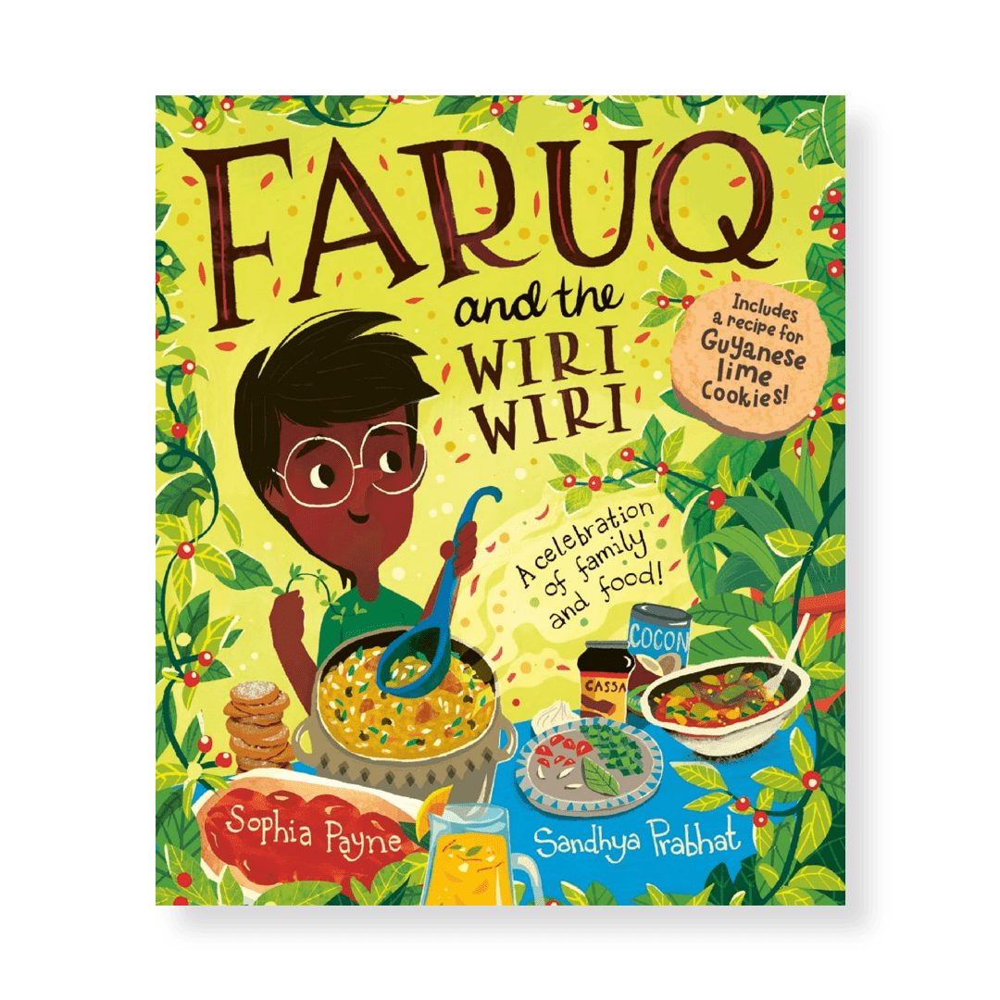 FARUQ
and the
WIRI
WIRI
Includes
a recipe for
Guyanese
lime
Cookies!
A celebration
of family
and food!
COCON
CASSA
Sophia Payne
Sandhya Prabhat